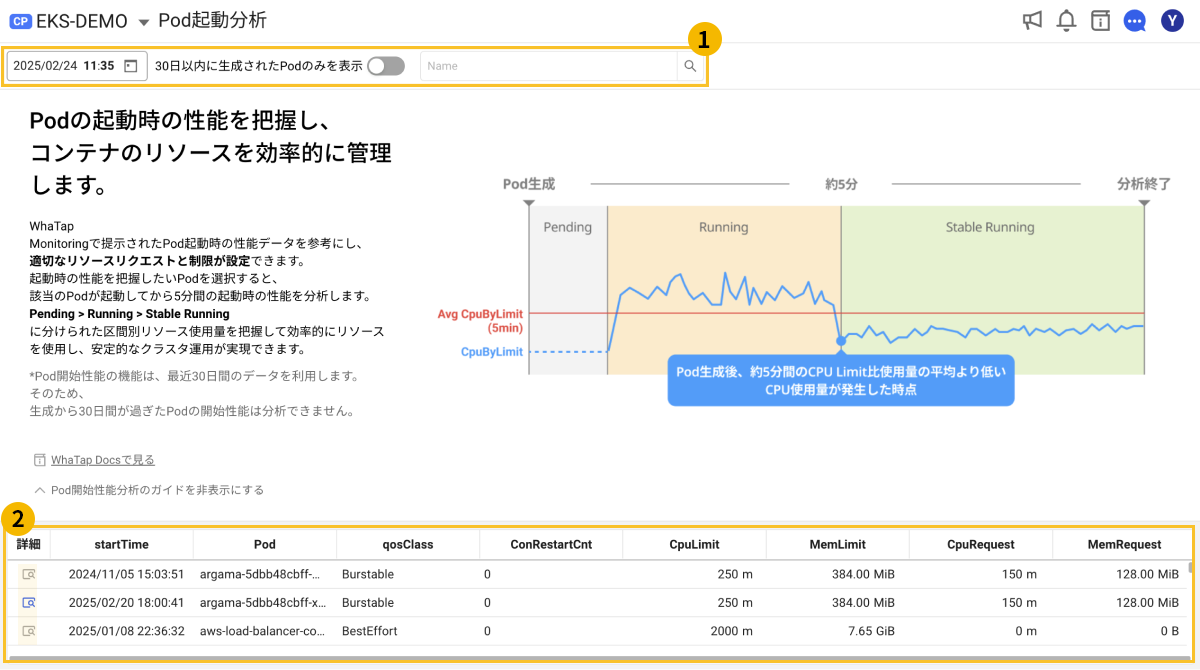 CP EKS-DEMO Pod起動分析
Y
1
2025/02/24 11:35 30日以内に生成されたPodのみを表示 Name
Podの起動時の性能を把握し、
コンテナのリソースを効率的に管理
します。
WhaTap
Monitoringで提示されたPod起動時の性能データを参考にし、
適切なリソースリクエストと制限が設定できます。
起動時の性能を把握したいPodを選択すると、
該当のPodが起動してから5分間の起動時の性能を分析します。
Pending > Running > Stable Running
に分けられた区間別リソース使用量を把握して効率的にリソース
を使用し、安定的なクラスタ運用が実現できます。
*Pod開始性能の機能は、最近30日間のデータを利用します。
そのため、
生成から30日間が過ぎたPodの開始性能は分析できません。
WhaTap Docsで見る
Pod開始性能分析のガイドを非表示にする
Pod生成 約5分 分析終了
Pending Running Stable Running
Avg CpuByLimit
(5min)
CpuByLimit
Pod生成後、約5分間のCPU Limit比使用量の平均より低い
CPU使用量が発生した時点
2
詳細 startTime Pod qosClass ConRestartCnt CpuLimit MemLimit CpuRequest MemRequest
2024/11/05 15:03:51 argama-5dbb48cbff-... Burstable 0 250 m 384.00 MiB 150 m 128.00 MiB
2025/02/20 18:00:41 argama-5dbb48cbff-x... Burstable 0 250 m 384.00 MiB 150 m 128.00 MiB
2025/01/08 22:36:32 aws-load-balancer-co... BestEffort 0 2000 m 7.65 GiB 0 m 0 B